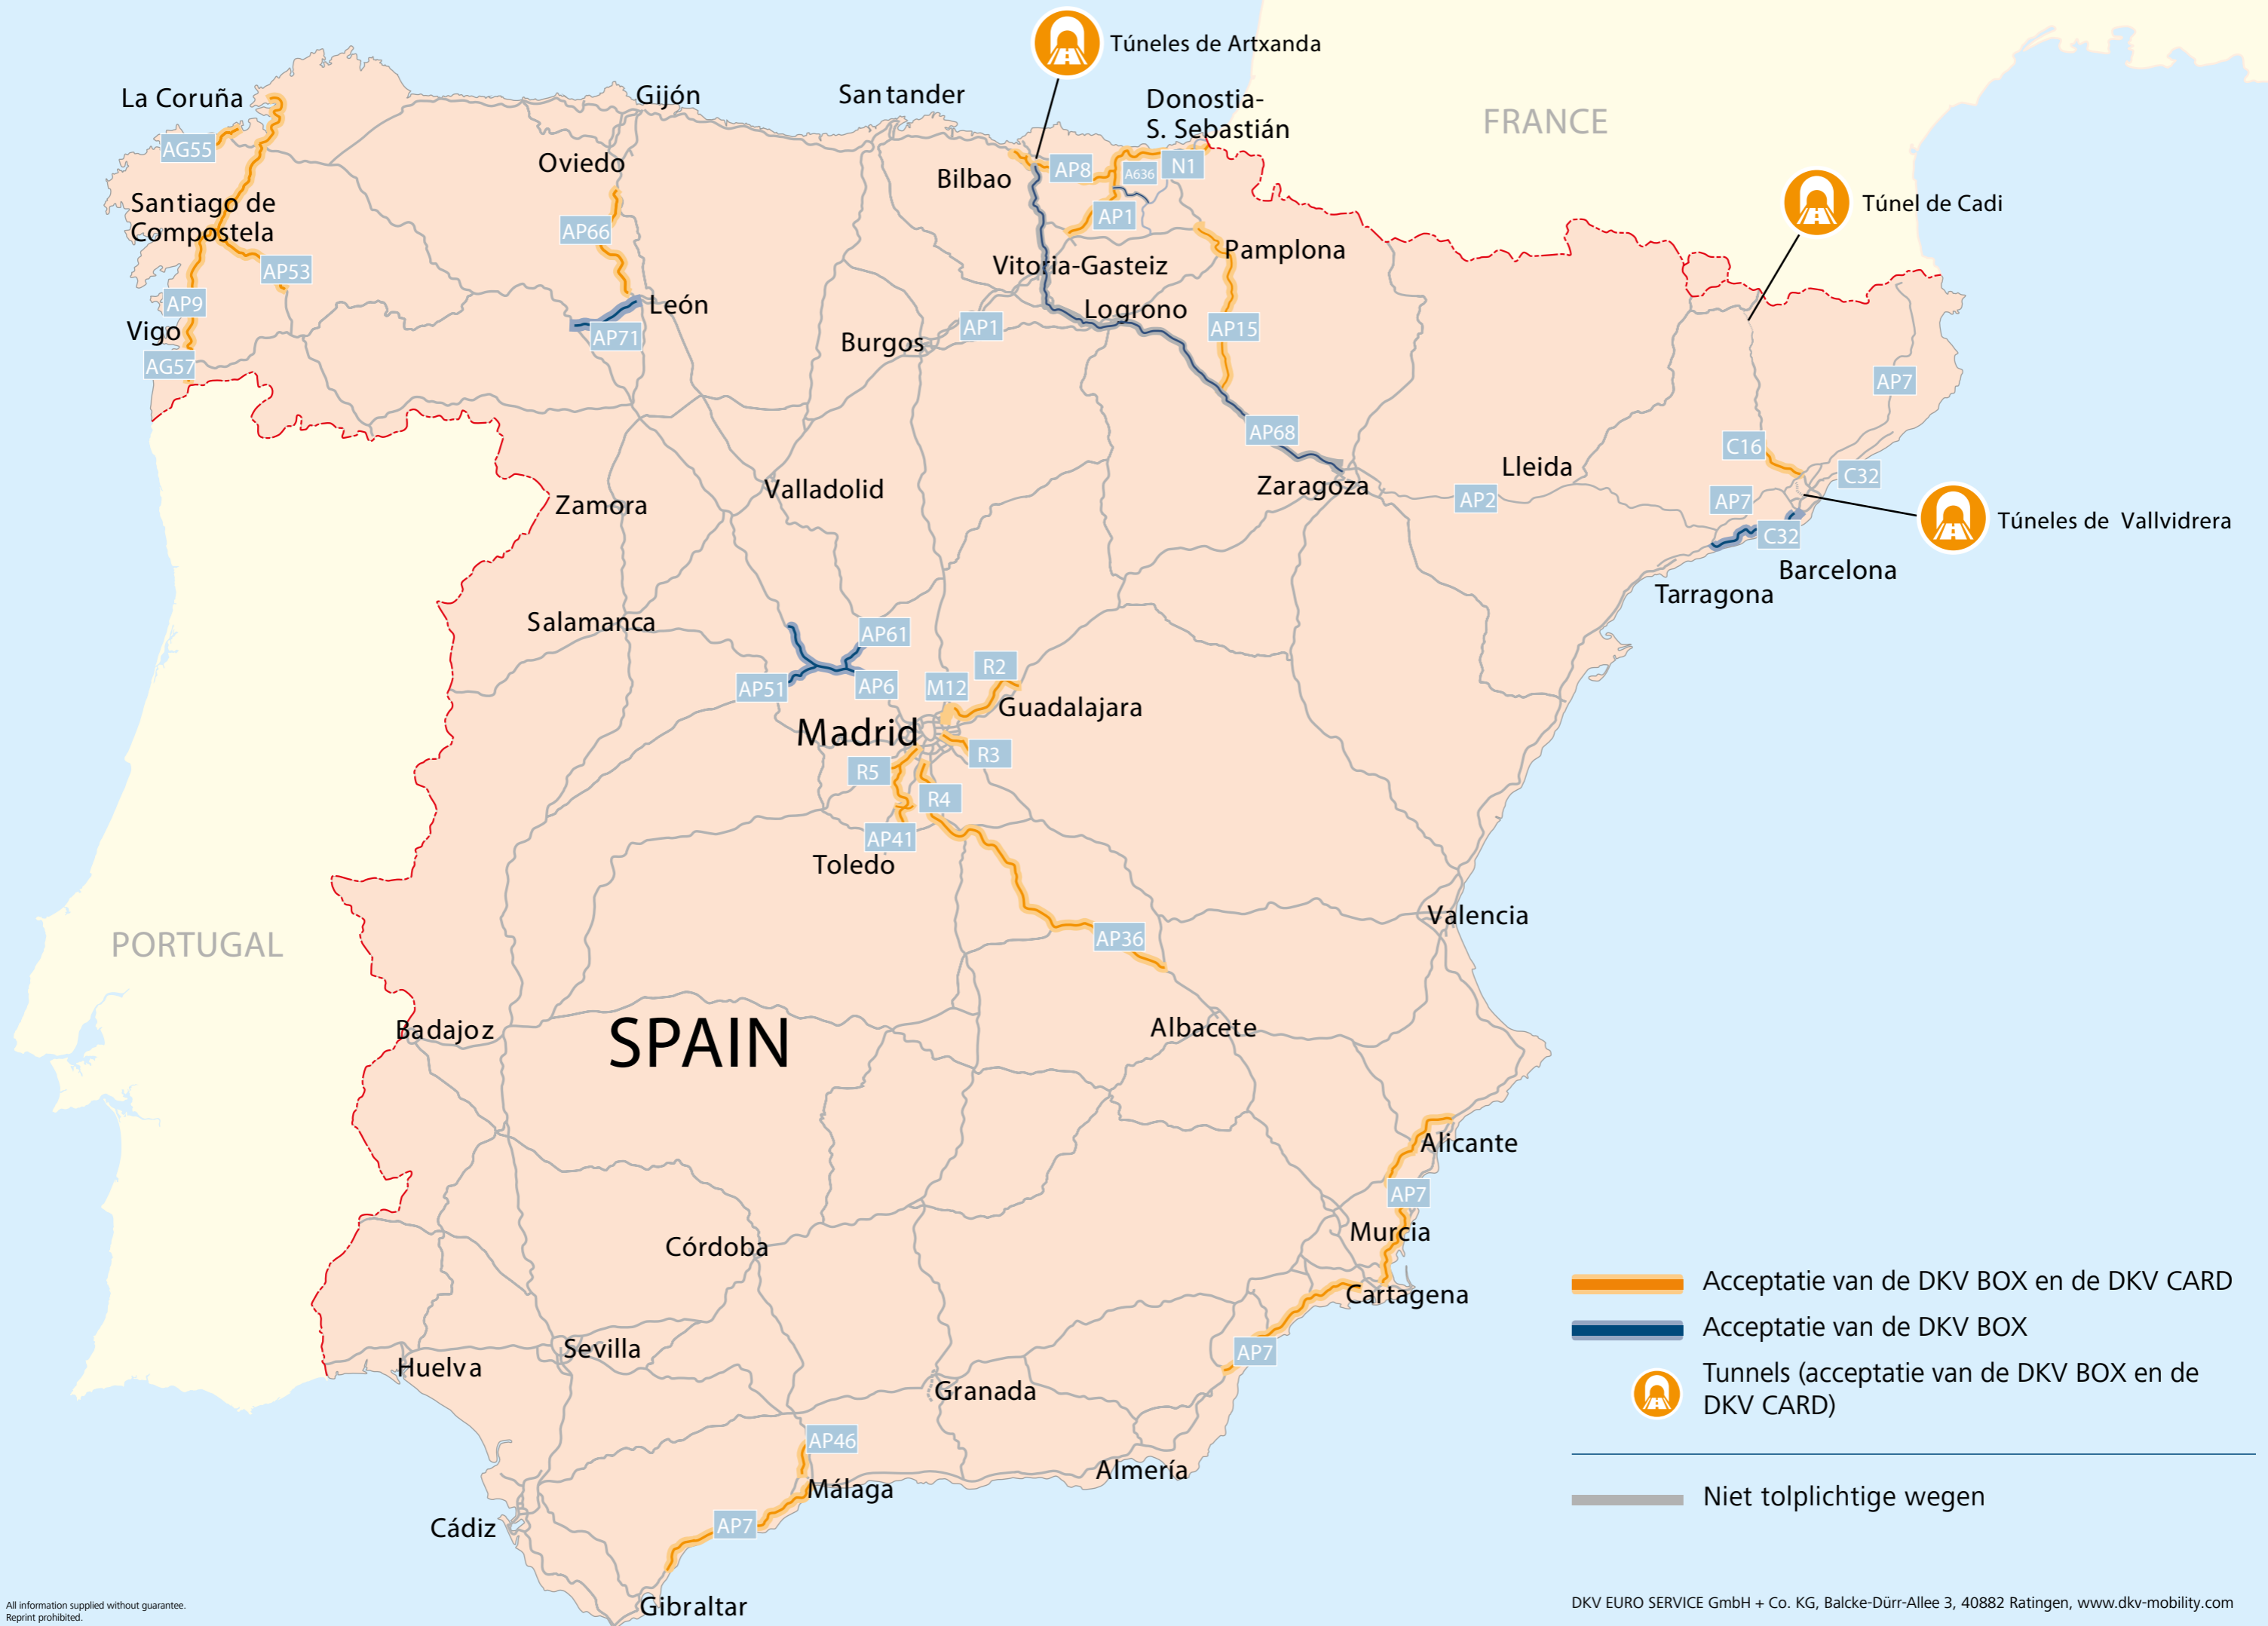 Túneles de Artxanda
La Coruña
Gijón
Santander
Donostia-
S. Sebastián
FRANCE
AG55
Oviedo
Bilbao
AP8
A636
N1
Túnel de Cadi
Santiago de
Compostela
AP66
AP1
Pamplona
AP53
Vitoria-Gasteiz
AP9
León
Logrono
Vigo
AP71
Burgos
AP1
AP15
AG57
AP7
AP68
C16
Lleida
C32
Zaragoza
Valladolid
AP2
AP7
Zamora
Túneles de Vallvidrera
C32
Barcelona
Tarragona
Salamanca
AP61
R2
AP51
AP6
M12
Guadalajara
Madrid
R3
R5
R4
AP41
Toledo
Valencia
AP36
PORTUGAL
Badajoz
SPAIN
Albacete
Alicante
AP7
Murcia
Córdoba
Cartagena
Acceptatie van de DKV BOX en de DKV CARD
Acceptatie van de DKV BOX
Sevilla
AP7
Huelva
Tunnels (acceptatie van de DKV BOX en de
DKV CARD)
Granada
AP46
Almería
Málaga
Niet tolplichtige wegen
Cádiz
AP7
Gibraltar
All information supplied without guarantee.
Reprint prohibited.
DKV EURO SERVICE GmbH + Co. KG, Balcke-Dürr-Allee 3, 40882 Ratingen, www.dkv-mobility.com